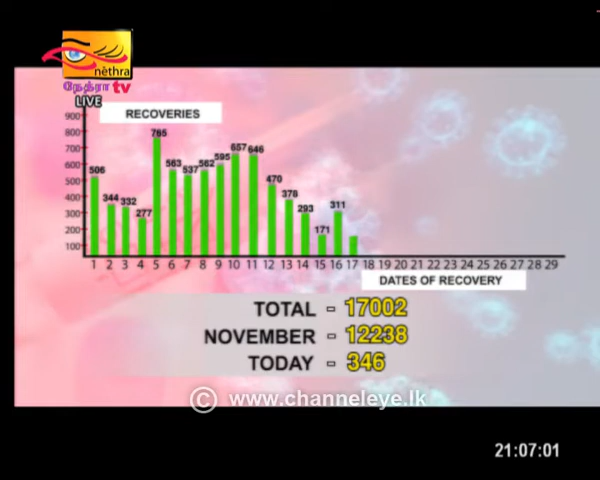 nethra
நேத்ரா tv
LIVE
RECOVERIES
900
800
700
600
500
400
300
200
100
506 344 332 277 765 563 537 562 595 657 646 470 378 293 171 311
1 2 3 4 5 6 7 8 9 10 11 12 13 14 15 16 17 18 19 20 21 22 23 24 25 26 27 28 29
DATES OF RECOVERY
TOTAL - 17002
NOVEMBER - 12238
TODAY - 346
© www.channeleye.lk
21:07:01